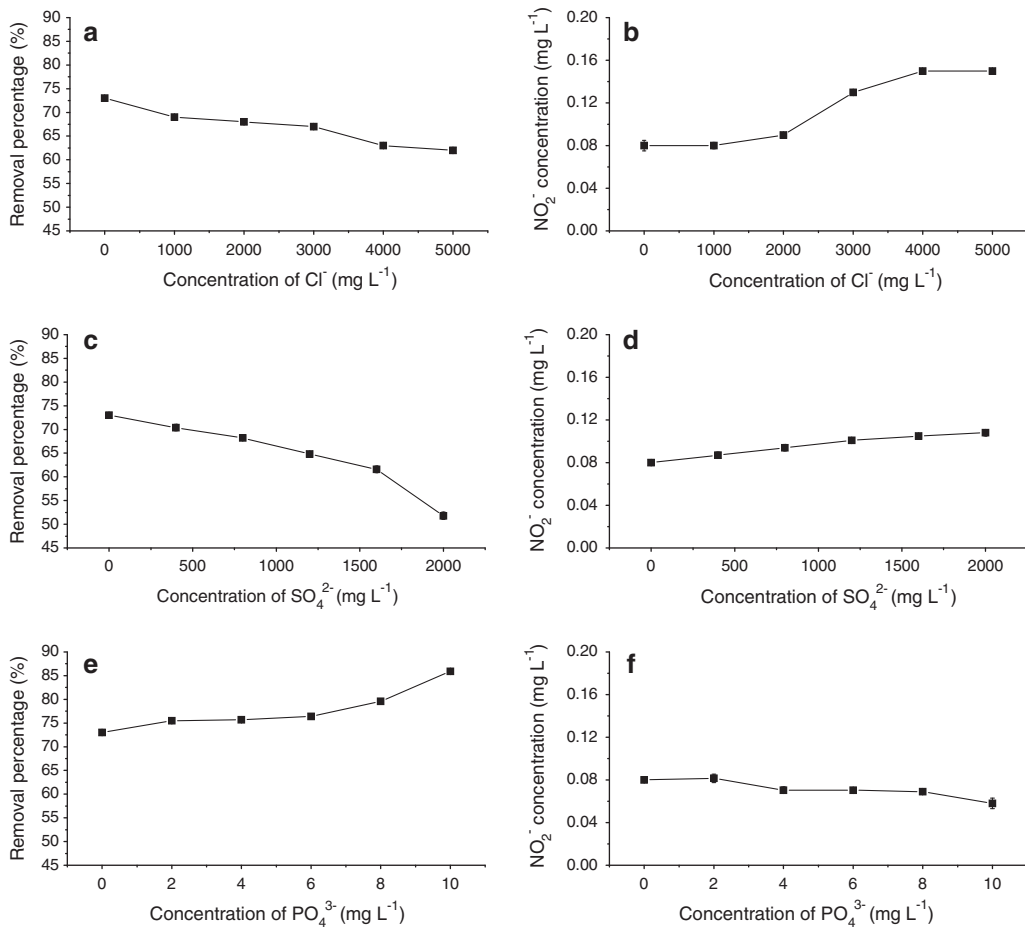 a
Removal percentage (%)
90
85
80
75
70
65
60
55
50
45
0 1000 2000 3000 4000 5000
Concentration of Cl⁻ (mg L⁻¹)
b
NO₂⁻ concentration (mg L⁻¹)
0.20
0.16
0.12
0.08
0.04
0.00
0 1000 2000 3000 4000 5000
Concentration of Cl⁻ (mg L⁻¹)
c
Removal percentage (%)
90
85
80
75
70
65
60
55
50
45
0 500 1000 1500 2000
Concentration of SO₄²⁻ (mg L⁻¹)
d
NO₂⁻ concentration (mg L⁻¹)
0.20
0.16
0.12
0.08
0.04
0.00
0 500 1000 1500 2000
Concentration of SO₄²⁻ (mg L⁻¹)
e
Removal percentage (%)
90
85
80
75
70
65
60
55
50
45
0 2 4 6 8 10
Concentration of PO₄³⁻ (mg L⁻¹)
f
NO₂⁻ concentration (mg L⁻¹)
0.20
0.16
0.12
0.08
0.04
0.00
0 2 4 6 8 10
Concentration of PO₄³⁻ (mg L⁻¹)